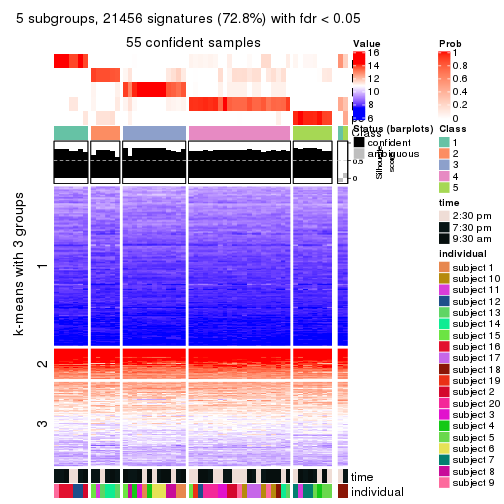 5 subgroups, 21456 signatures (72.8%) with fdr < 0.05
55 confident samples
k-means with 3 groups
1
2
3
Class
0.5
0
Silhouette
score
time
individual
Value
16
14
12
10
8
6
Status (barplots)
confident
ambiguous
Prob
1
0.8
0.6
0.4
0.2
0
Class
1
2
3
4
5
time
2:30 pm
7:30 pm
9:30 am
Individual
subject 1
subject 10
subject 11
subject 12
subject 13
subject 14
subject 15
subject 16
subject 17
subject 18
subject 19
subject 2
subject 20
subject 3
subject 4
subject 5
subject 6
subject 7
subject 8
subject 9